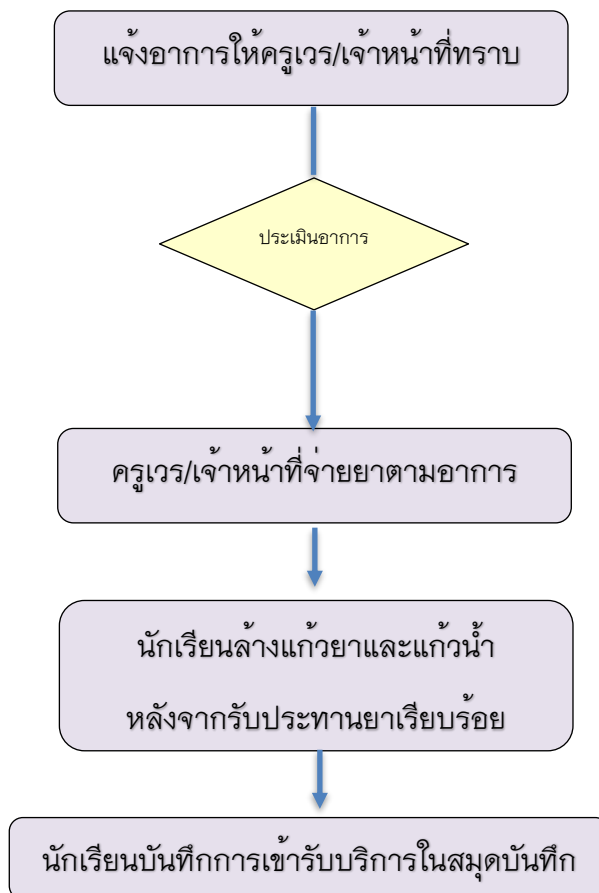 แจ้งอาการให้ครูเวร/เจ้าหน้าที่ทราบ
ประเมินอาการ
ครูเวร/เจ้าหน้าที่จ่ายยาตามอาการ
นักเรียนล้างแก้วยาและแก้วน้ำ
หลังจากรับประทานยาเรียบร้อย
นักเรียนบันทึกการเข้ารับบริการในสมุดบันทึก